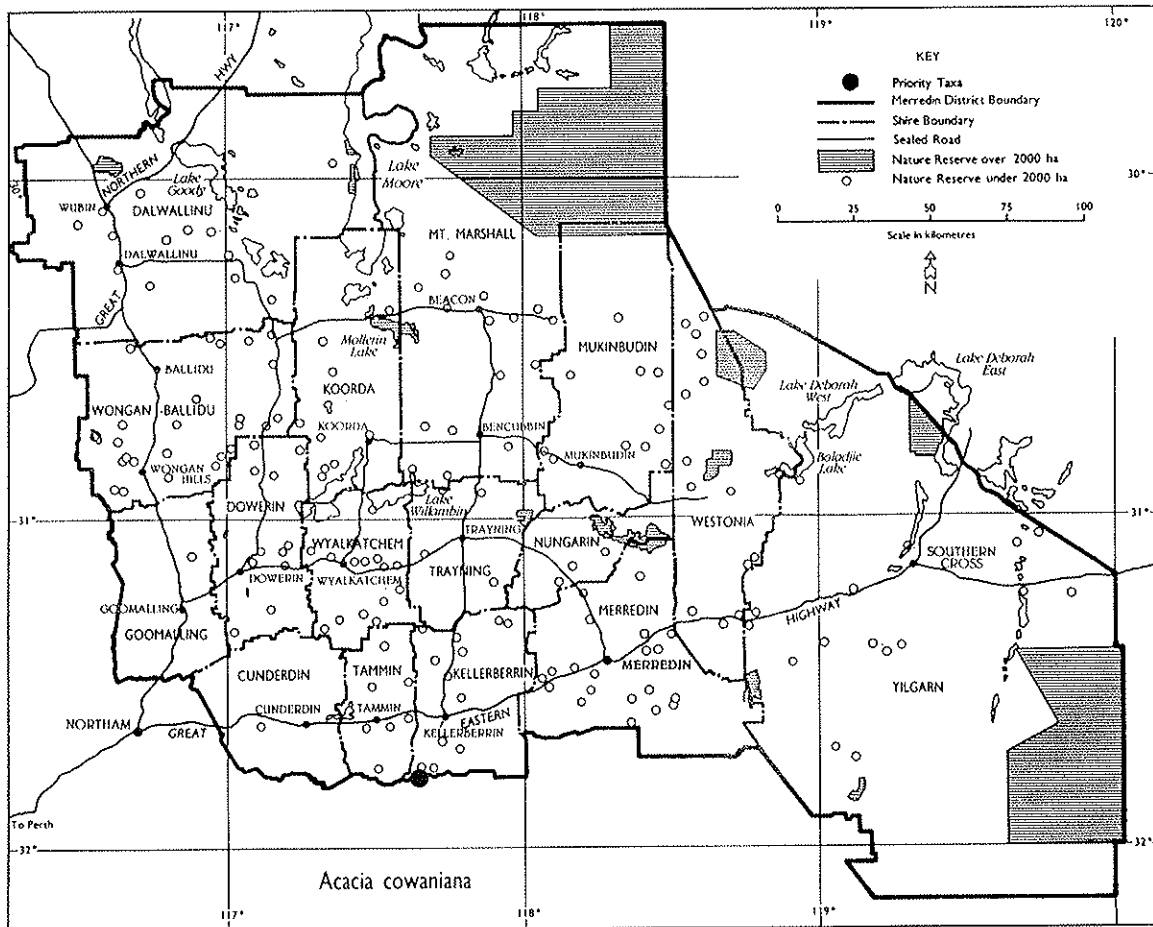 117°
118°
119°
120°
KEY
Priority Taxa
Merredin District Boundary
Shire Boundary
Sealed Road
Nature Reserve over 2000 ha
Nature Reserve under 2000 ha
0 25 50 75 100
Scale in kilometres
N
HWY
NORTHERN
Lake Goody
Lake Moore
30°
30°
WUBIN
DALWALLINU
MT. MARSHALL
DALWALLINU
GREAT
BEACON
Mollerin Lake
MUKINBUDIN
BALLIDU
KOORDA
Lake Deborah West
Lake Deborah East
WONGAN-BALLIDU
KOORDA
BENCUBBIN
WONGAN HILLS
MUKINBUDIN
Baladjie Lake
DOWERIN
Lake Wallambin
31°
31°
WYALKATCHEM
TRAYNING
NUNGARIN
WESTONIA
SOUTHERN CROSS
DOWERIN
WYALKATCHEM
TRAYNING
GOOMALLING
GOOMALLING
MERREDIN
HIGHWAY
CUNDERDIN
TAMMIN
KELLERBERRIN
MERREDIN
YILGARN
NORTHAM
GREAT
CUNDERDIN
TAMMIN
EASTERN
KELLERBERRIN
To Perth
32°
32°
Acacia cowaniana
117°
118°
119°